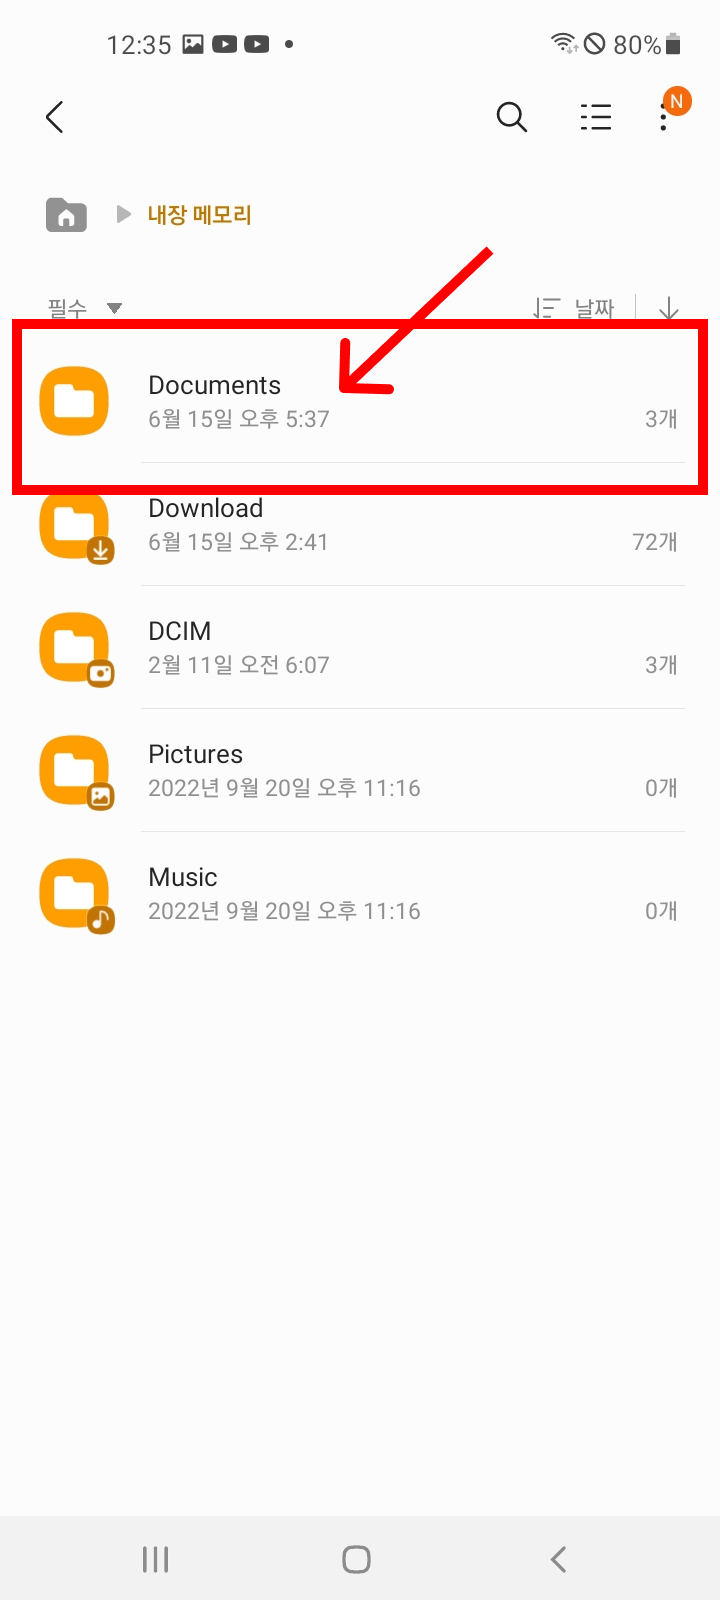 12:35
80%
N
내장 메모리
필수
날짜
Documents
6월 15일 오후 5:37
3개
Download
6월 15일 오후 2:41
72개
DCIM
2월 11일 오전 6:07
3개
Pictures
2022년 9월 20일 오후 11:16
0개
Music
2022년 9월 20일 오후 11:16
0개